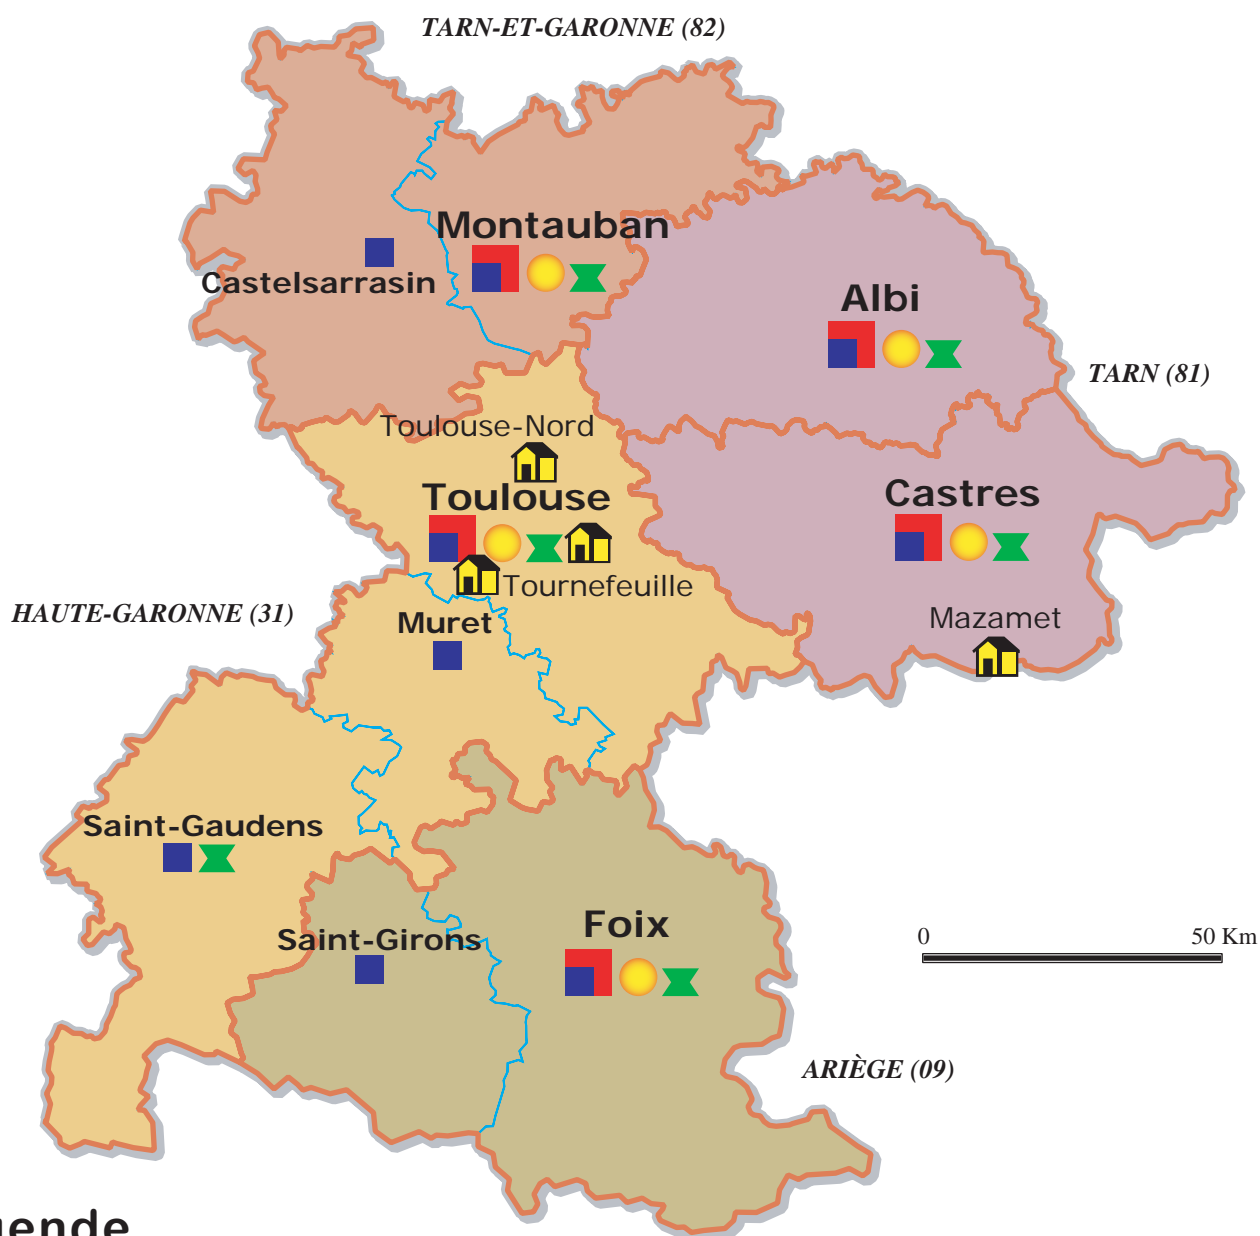 TARN-ET-GARONNE (82)
Montauban
Castelsarrasin
Albi
TARN (81)
Toulouse-Nord
Castres
Toulouse
Tournefeuille
HAUTE-GARONNE (31)
Muret
Mazamet
Saint-Gaudens
Foix
Saint-Girons
0 50 Km
ARIÈGE (09)